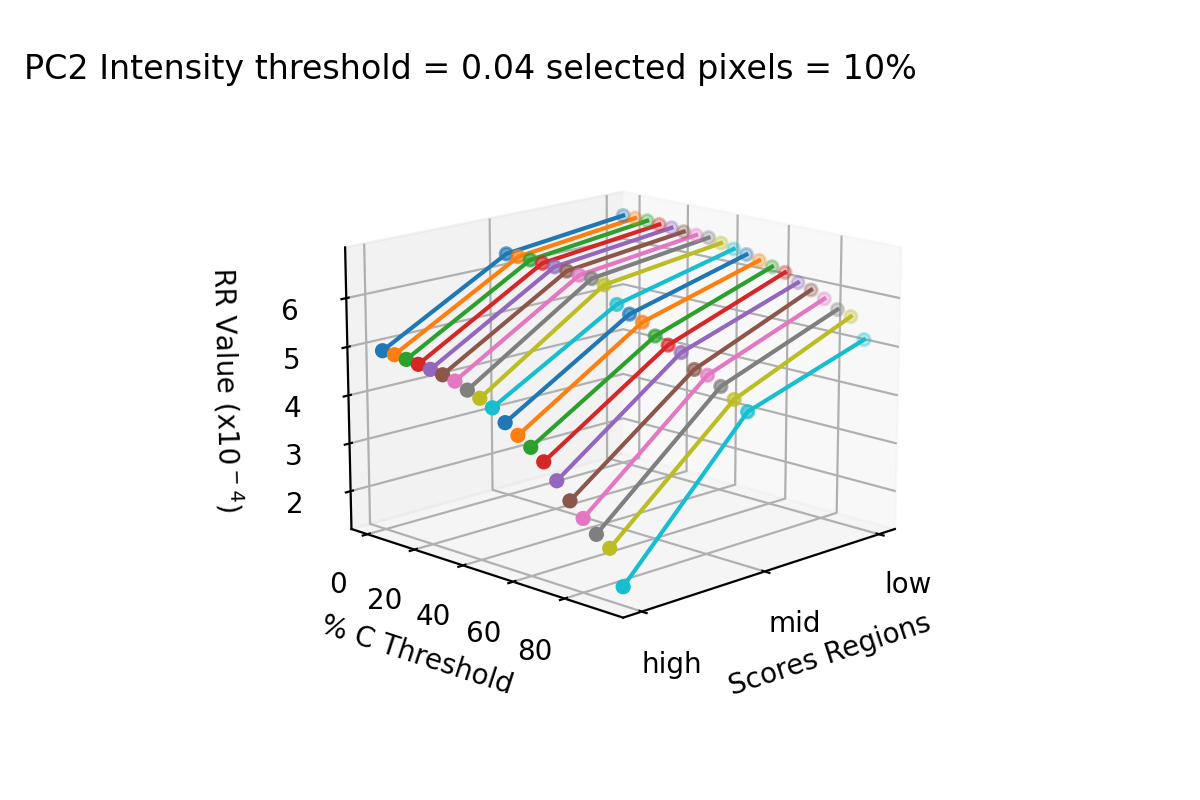 PC2 Intensity threshold = 0.04 selected pixels = 10%
RR Value (x10⁻⁴)
6
5
4
3
2
0
20
40
60
80
% C Threshold
high
mid
low
Scores Regions